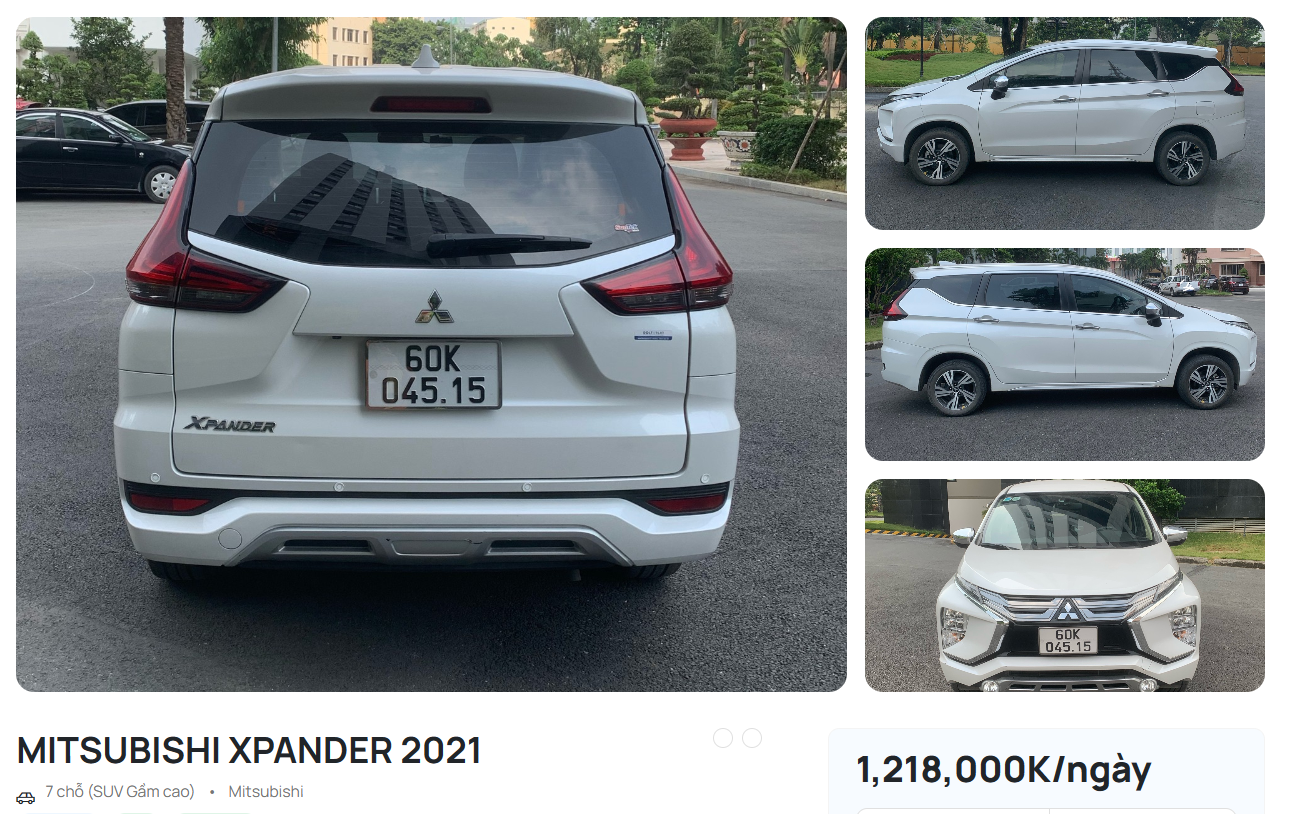 60K
045.15
XPANDER
60K
045.15
MITSUBISHI XPANDER 2021
7 chỗ (SUV Gầm cao) • Mitsubishi
1,218,000K/ngày